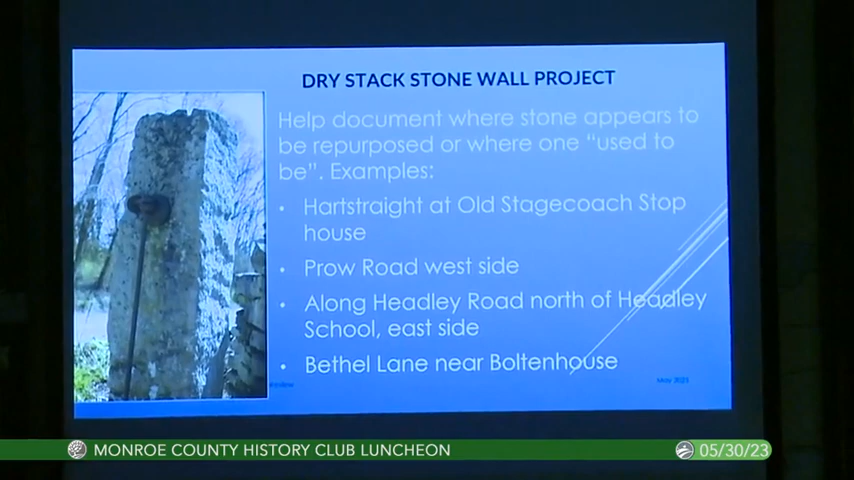 DRY STACK STONE WALL PROJECT
Help document where stone appears to
be repurposed or where one “used to
be”. Examples:
• Hartstraight at Old Stagecoach Stop
house
• Prow Road west side
• Along Headley Road north of Headley
School, east side
• Bethel Lane near Boltenhouse
May 2023
MONROE COUNTY HISTORY CLUB LUNCHEON
05/30/23